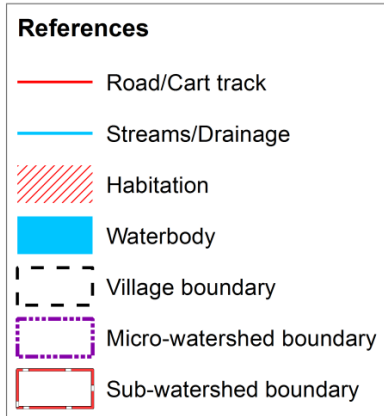 References
Road/Cart track
Streams/Drainage
Habitation
Waterbody
Village boundary
Micro-watershed boundary
Sub-watershed boundary